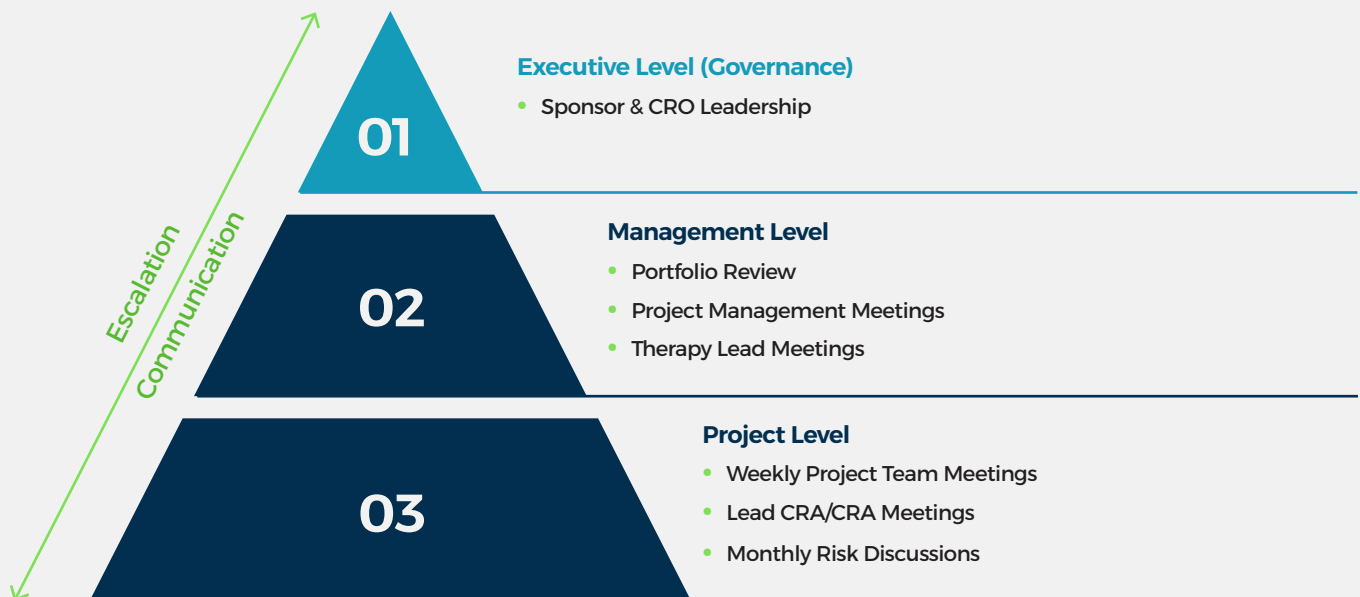 Executive Level (Governance)
• Sponsor & CRO Leadership
01
Escalation
Communication
Management Level
• Portfolio Review
• Project Management Meetings
• Therapy Lead Meetings
02
Project Level
• Weekly Project Team Meetings
• Lead CRA/CRA Meetings
• Monthly Risk Discussions
03